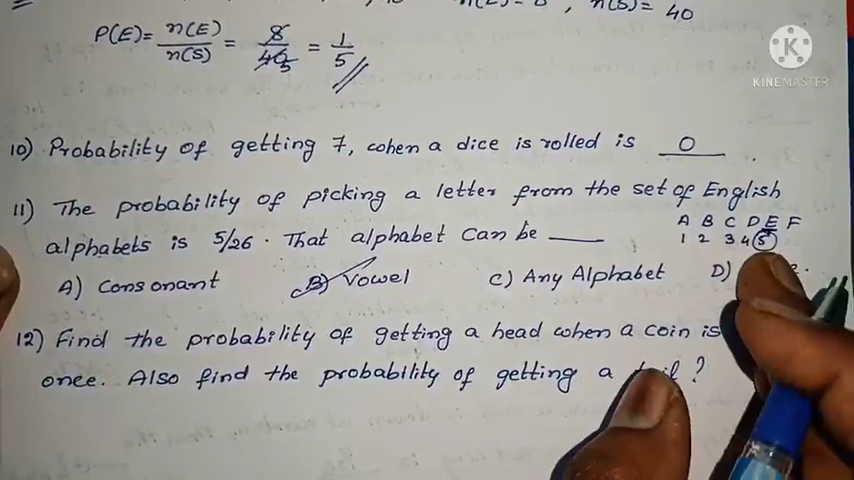 n(S) = 40
P(E) = n(E)/n(S) = 8/40 5 = 1/5
KINEMASTER
10) Probability of getting 7, when a dice is rolled is 0.
11) The probability of picking a letter from the set of English
alphabets is 5/26. That alphabet can be ____
A B C D E F
1 2 3 4 5
A) Consonant B) Vowel C) Any Alphabet D)
12) Find the probability of getting a head when a coin is
once. Also find the probability of getting a tail?